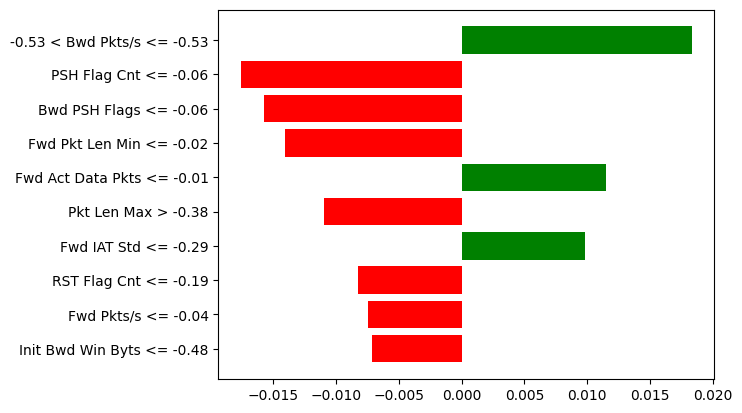 -0.53 < Bwd Pkts/s <= -0.53
PSH Flag Cnt <= -0.06
Bwd PSH Flags <= -0.06
Fwd Pkt Len Min <= -0.02
Fwd Act Data Pkts <= -0.01
Pkt Len Max > -0.38
Fwd IAT Std <= -0.29
RST Flag Cnt <= -0.19
Fwd Pkts/s <= -0.04
Init Bwd Win Byts <= -0.48
−0.015 −0.010 −0.005 0.000 0.005 0.010 0.015 0.020